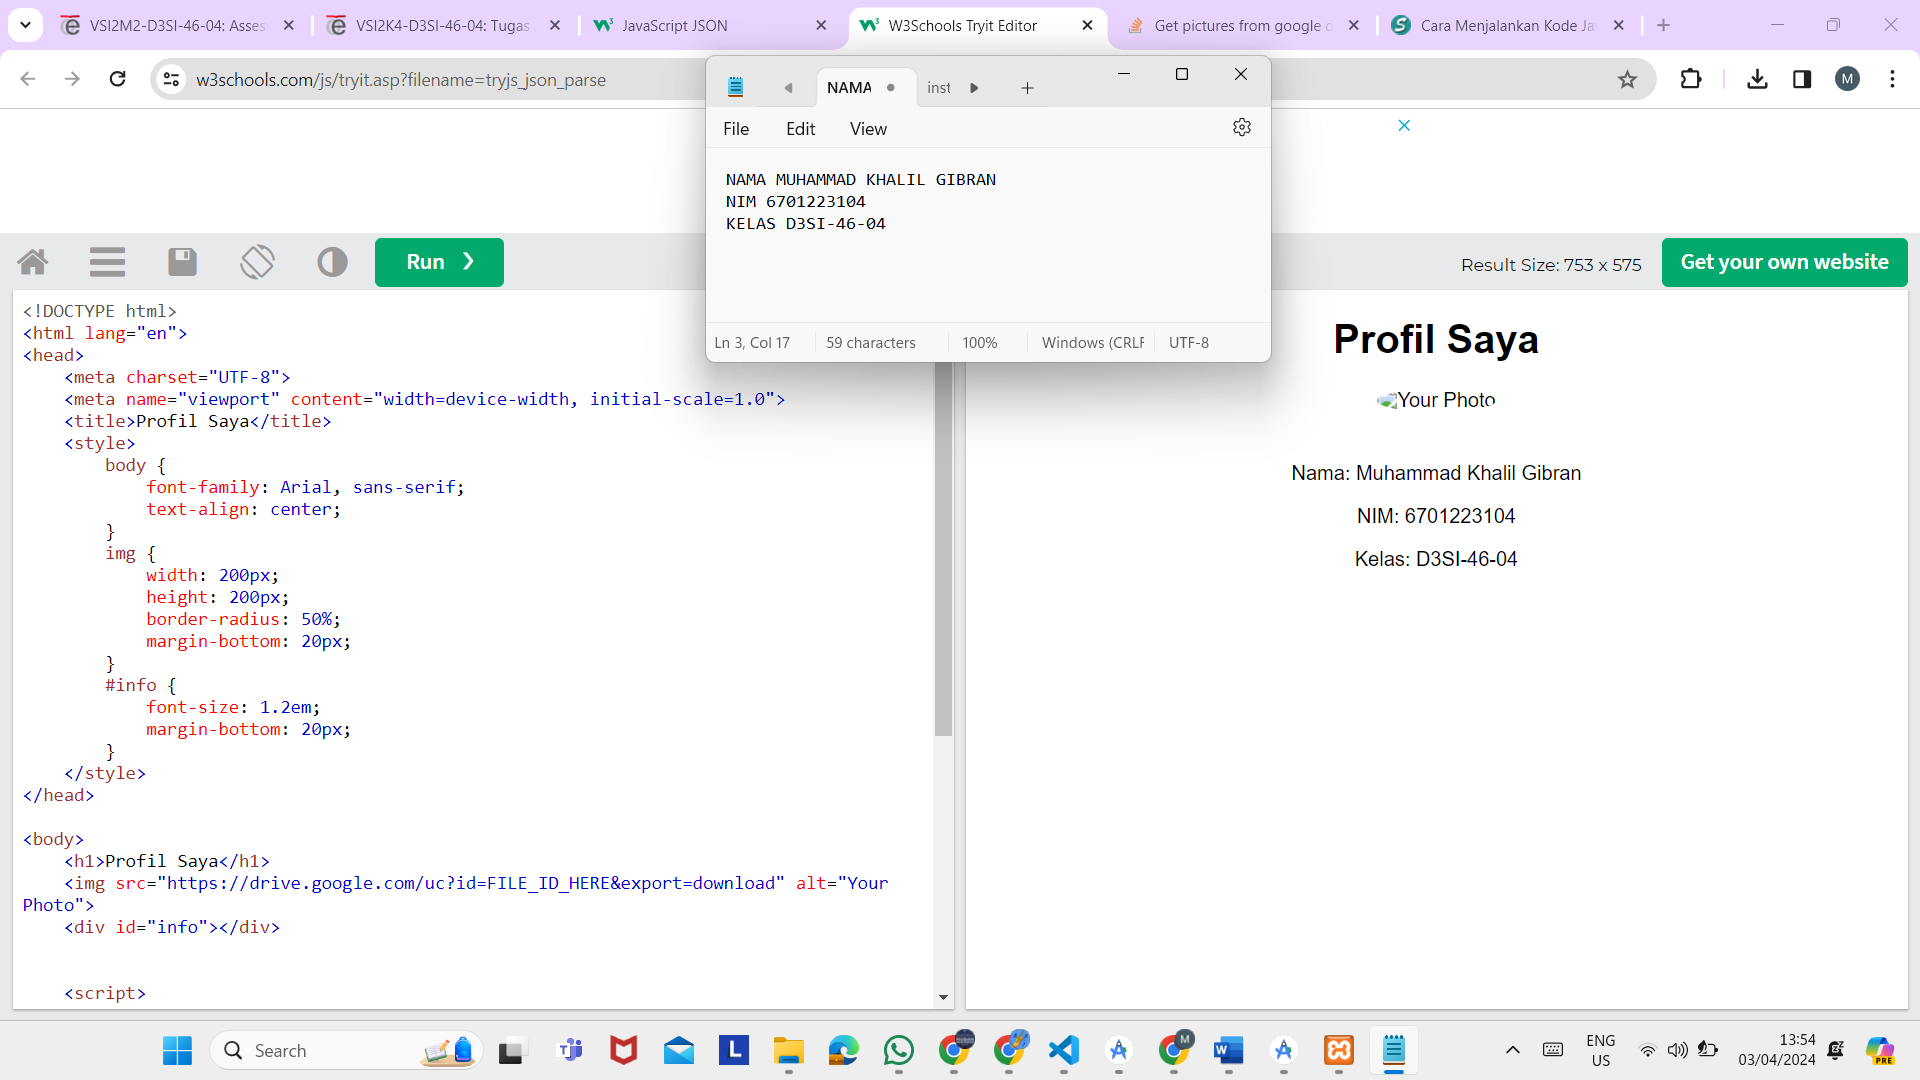 VSI2M2-D3SI-46-04: Asses
VSI2K4-D3SI-46-04: Tugas
JavaScript JSON
W3Schools Tryit Editor
Get pictures from google
Cara Menjalankan Kode Ja
w3schools.com/js/tryit.asp?filename=tryjs_json_parse
M
NAMA
inst
File
Edit
View
NAMA MUHAMMAD KHALIL GIBRAN
NIM 6701223104
KELAS D3SI-46-04
Ln 3, Col 17
59 characters
100%
Windows (CRLF
UTF-8
Run
Result Size: 753 x 575
Get your own website
<!DOCTYPE html>
<html lang="en">
<head>
<meta charset="UTF-8">
<meta name="viewport" content="width=device-width, initial-scale=1.0">
<title>Profil Saya</title>
<style>
body {
font-family: Arial, sans-serif;
text-align: center;
}
img {
width: 200px;
height: 200px;
border-radius: 50%;
margin-bottom: 20px;
}
#info {
font-size: 1.2em;
margin-bottom: 20px;
}
</style>
</head>
<body>
<h1>Profil Saya</h1>
<img src="https://drive.google.com/uc?id=FILE_ID_HERE&export=download" alt="Your
Photo">
<div id="info"></div>
<script>
Profil Saya
Your Photo
Nama: Muhammad Khalil Gibran
NIM: 6701223104
Kelas: D3SI-46-04
Search
L
M
ENG
US
13:54
03/04/2024
PRE